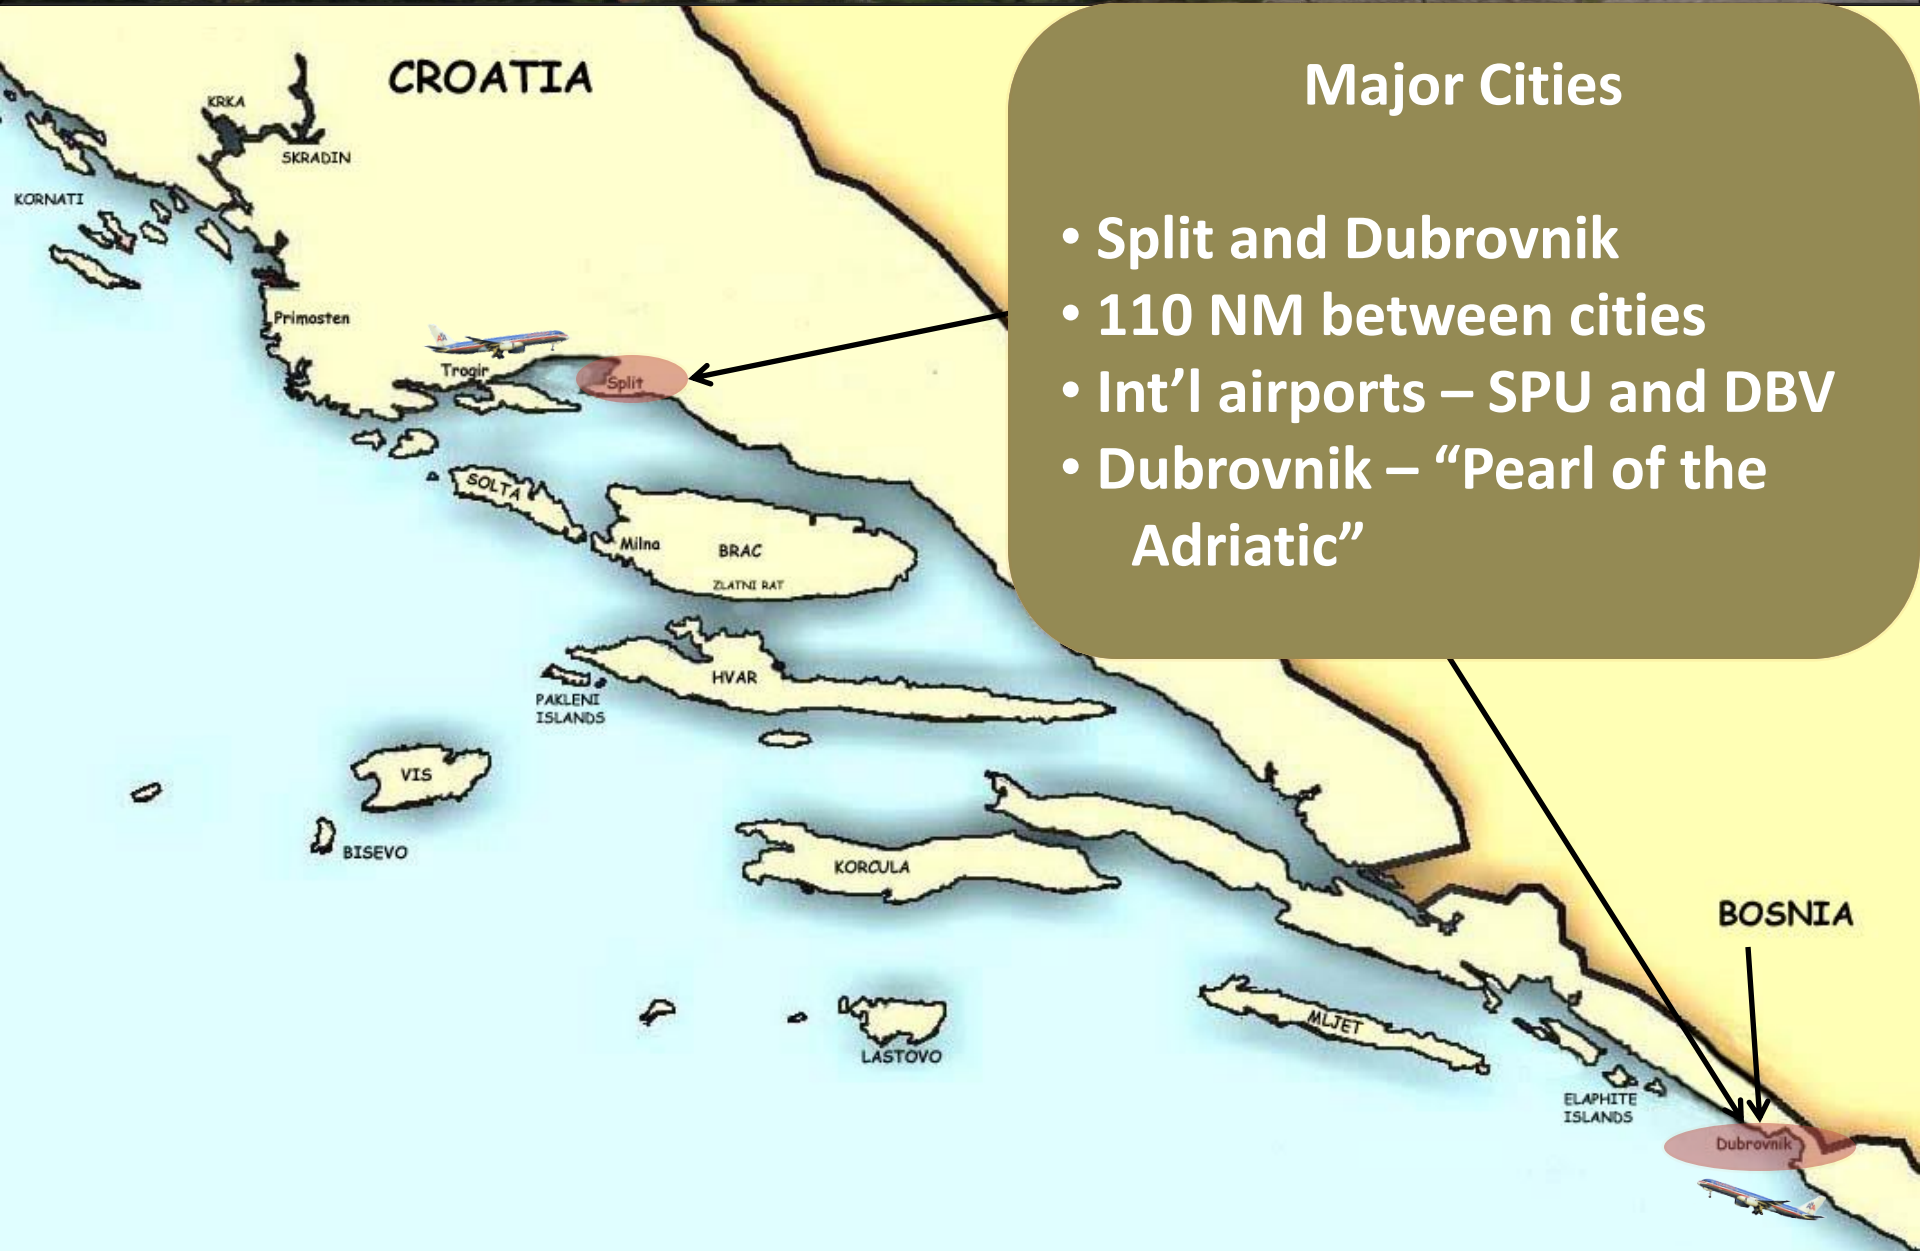 CROATIA
KRKA
SKRADIN
KORNATI
Primosten
Trogir
Split
SOLTA
Milna
BRAC
ZLATNI RAT
HVAR
PAKLENI
ISLANDS
VIS
BISEVO
KORCULA
LASTOVO
MLJET
ELAPHITE
ISLANDS
BOSNIA
Dubrovnik
Major Cities
• Split and Dubrovnik
• 110 NM between cities
• Int’l airports – SPU and DBV
• Dubrovnik – “Pearl of the
Adriatic”